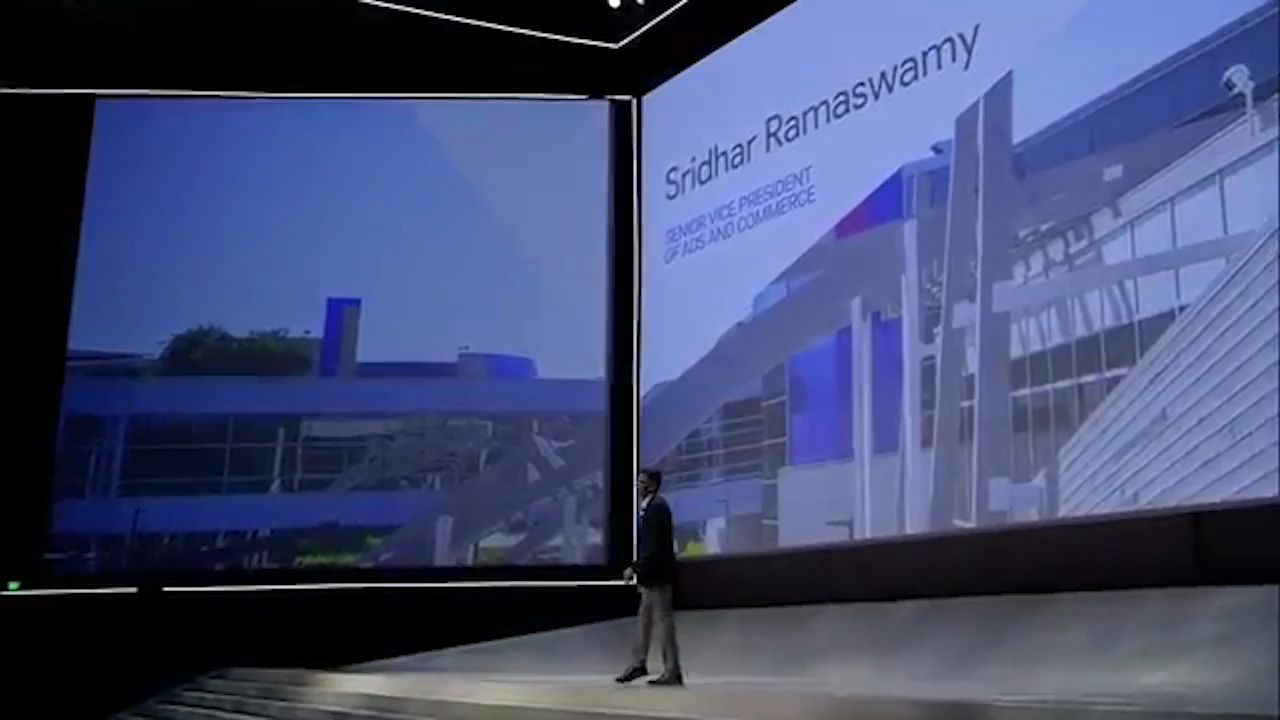 Sridhar Ramaswamy
SENIOR VICE PRESIDENT
OF ADS AND COMMERCE